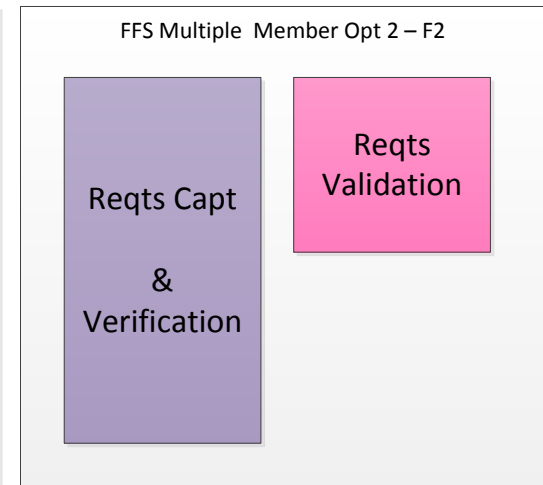 FFS Multiple  Member Opt 2 – F2
Reqts Capt
&
Verification
Reqts
Validation